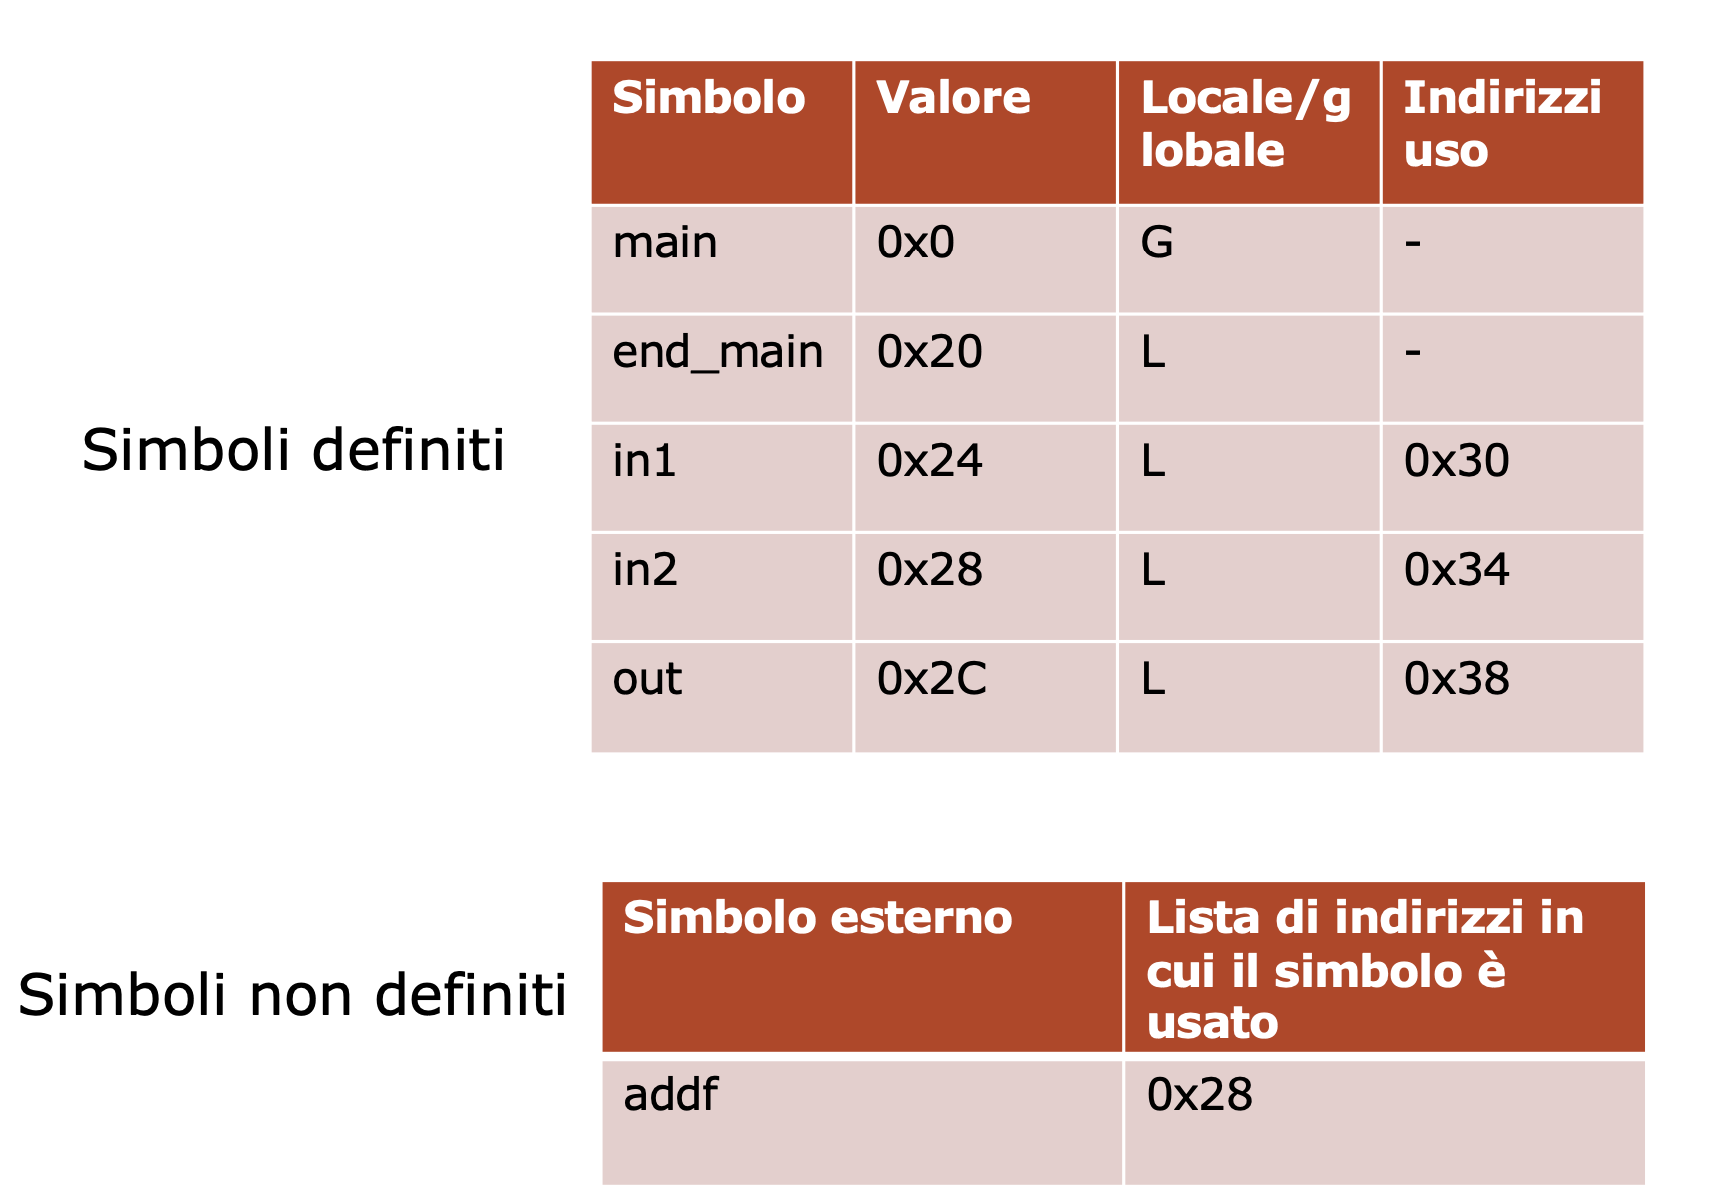 Simboli definiti
Simbolo Valore Locale/g Indirizzi
lobale uso
main 0x0 G -
end_main 0x20 L -
in1 0x24 L 0x30
in2 0x28 L 0x34
out 0x2C L 0x38
Simboli non definiti
Simbolo esterno Lista di indirizzi in
cui il simbolo è
usato
addf 0x28